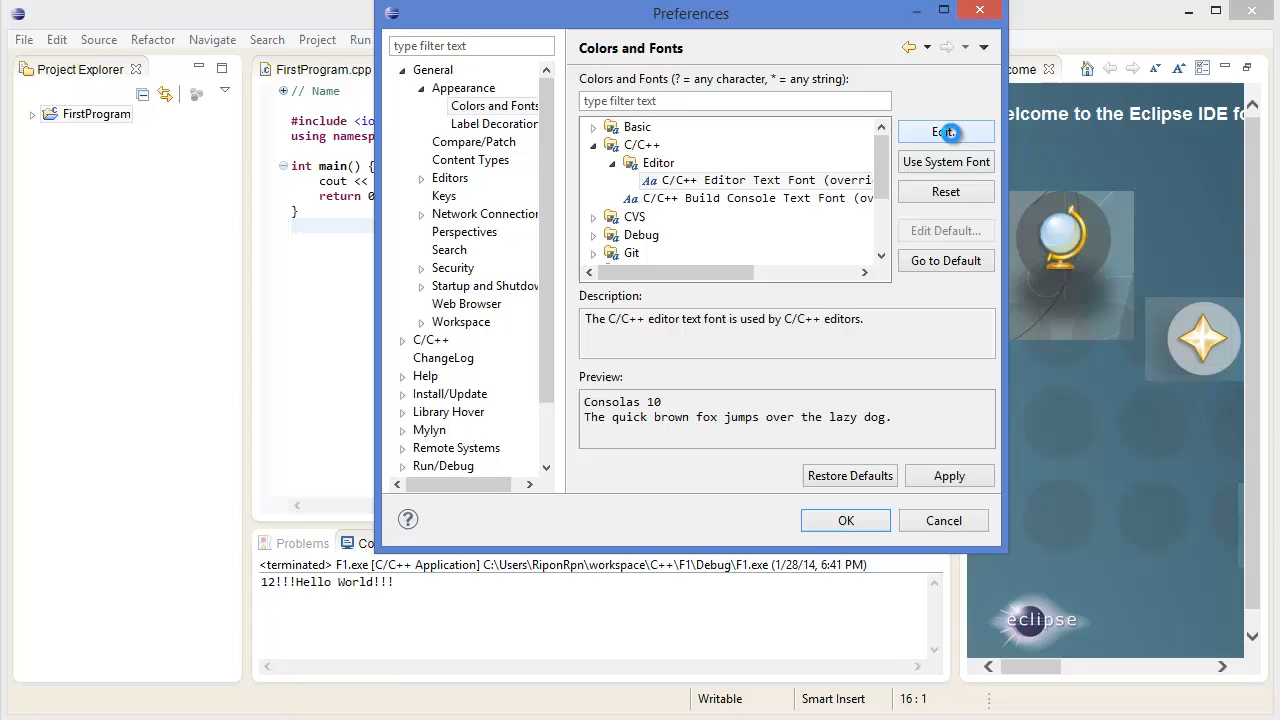 Preferences
File Edit Source Refactor Navigate Search Project Run
Project Explorer
FirstProgram
FirstProgram.cpp
// Name
#include <io
using namesp
int main() {
cout <<
return 0
}
type filter text
General
Appearance
Colors and Fonts
Label Decoration
Compare/Patch
Content Types
Editors
Keys
Network Connection
Perspectives
Search
Security
Startup and Shutdow
Web Browser
Workspace
C/C++
ChangeLog
Help
Install/Update
Library Hover
Mylyn
Remote Systems
Run/Debug
Colors and Fonts
Colors and Fonts (? = any character, * = any string):
type filter text
Basic
C/C++
Editor
Aa C/C++ Editor Text Font (overri
Aa C/C++ Build Console Text Font (ov
CVS
Debug
Git
Use System Font
Reset
Edit Default...
Go to Default
Description:
The C/C++ editor text font is used by C/C++ editors.
Preview:
Consolas 10
The quick brown fox jumps over the lazy dog.
Restore Defaults Apply
OK Cancel
ome
elcome to the Eclipse IDE fo
eclipse
Problems Co
<terminated> F1.exe [C/C++ Application] C:\Users\RiponRpn\workspace\C++\F1\Debug\F1.exe (1/28/14, 6:41 PM)
12!!!Hello World!!!
Writable Smart Insert 16 : 1